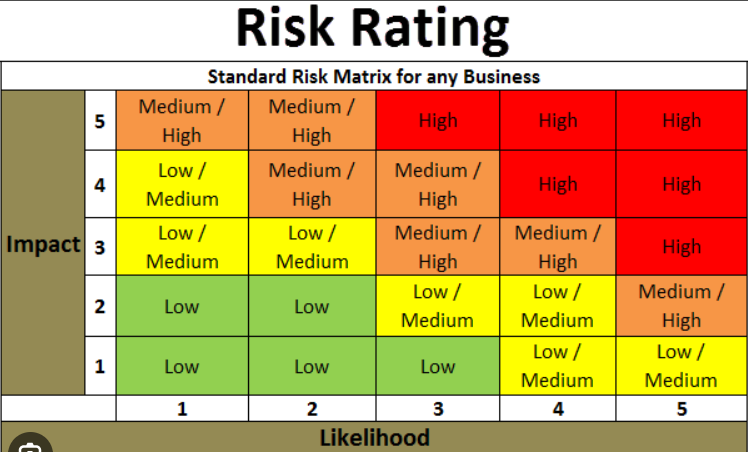 Risk Rating
Standard Risk Matrix for any Business
Impact
5
Medium /
High
Medium /
High
High
High
High
4
Low /
Medium
Medium /
High
Medium /
High
High
High
3
Low /
Medium
Low /
Medium
Medium /
High
Medium /
High
High
2
Low
Low
Low /
Medium
Low /
Medium
Medium /
High
1
Low
Low
Low
Low /
Medium
Low /
Medium
1
2
3
4
5
Likelihood